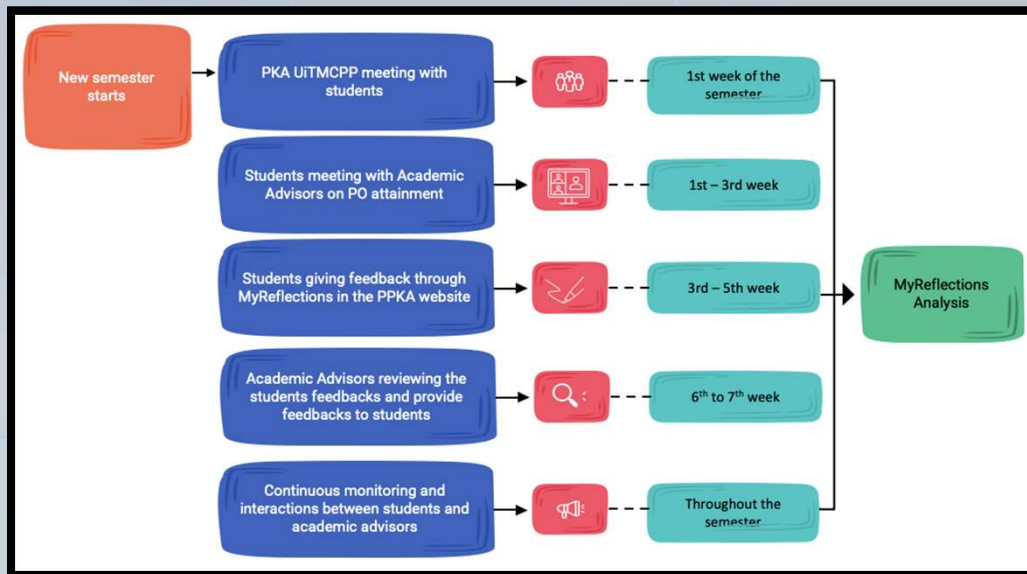 New semester
starts
PKA UiTMCPP meeting with
students
1st week of the
semester
Students meeting with Academic
Advisors on PO attainment
1st – 3rd week
Students giving feedback through
MyReflections in the PPKA website
3rd – 5th week
MyReflections
Analysis
Academic Advisors reviewing the
students feedbacks and provide
feedbacks to students
6th to 7th week
Continuous monitoring and
interactions between students and
academic advisors
Throughout the
semester